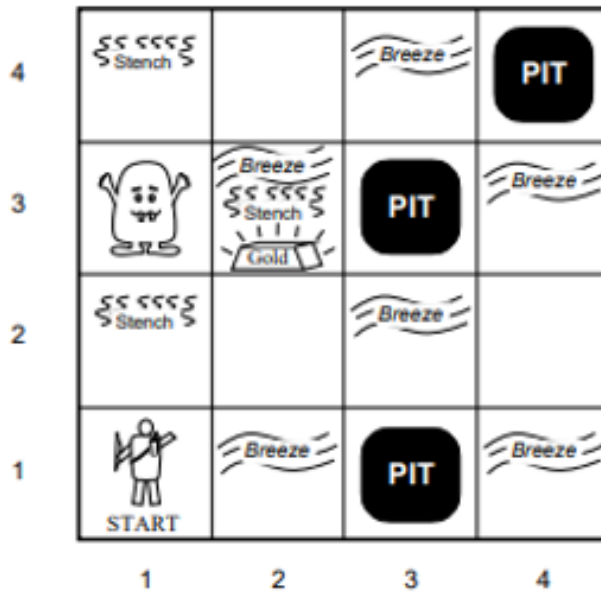 4
Stench
Breeze
PIT
3
Breeze
Stench
Gold
PIT
Breeze
2
Stench
Breeze
1
START
Breeze
PIT
Breeze
1 2 3 4